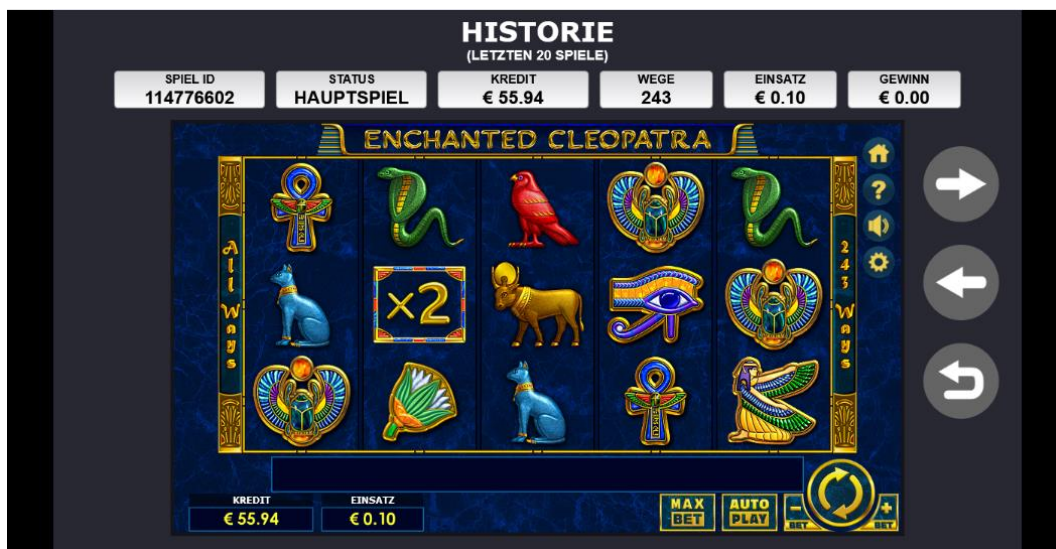 HISTORIE
(LETZTEN 20 SPIELE)
SPIEL ID
114776602
STATUS
HAUPTSPIEL
KREDIT
€ 55.94
WEGE
243
EINSATZ
€ 0.10
GEWINN
€ 0.00
ENCHANTED CLEOPATRA
?
All Ways
×2
243 Ways
KREDIT
€ 55.94
EINSATZ
€ 0.10
MAX
BET
AUTO
PLAY
-
BET
+
BET